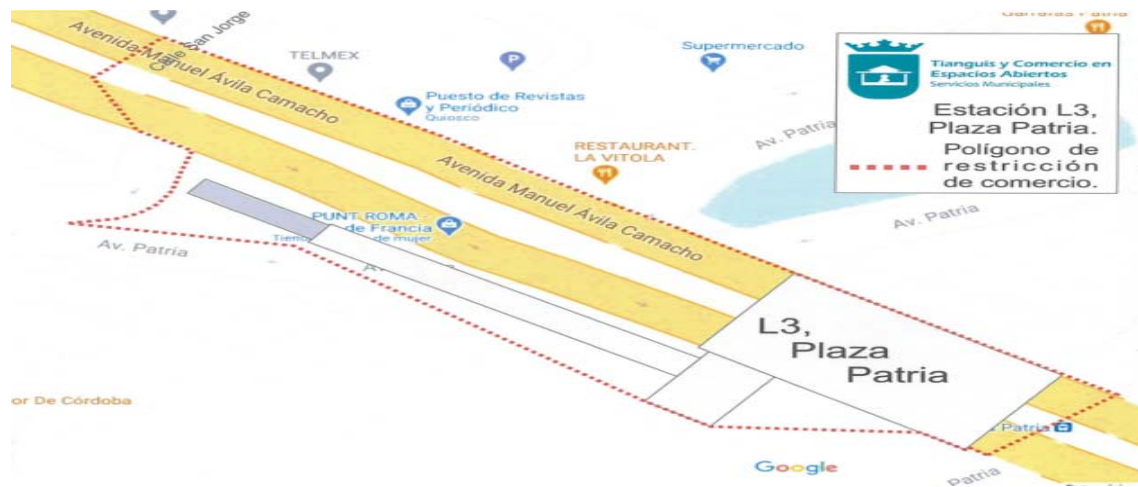 Calle San Jorge
Avenida Manuel Ávila Camacho
TELMEX
P
Puesto de Revistas
y Periódico
Quiosco
Supermercado
Av. Patria
Tianguis y Comercio en
Espacios Abiertos
Servicios Municipales
Estación L3,
Plaza Patria.
Polígono de
restricción
de comercio.
RESTAURANT.
LA VITOLA
Avenida Manuel Ávila Camacho
Av. Patria
PUNT ROMA -
de Francia
de mujer.
Av. Patria
L3,
Plaza
Patria
or De Córdoba
Patria
Google
Patria